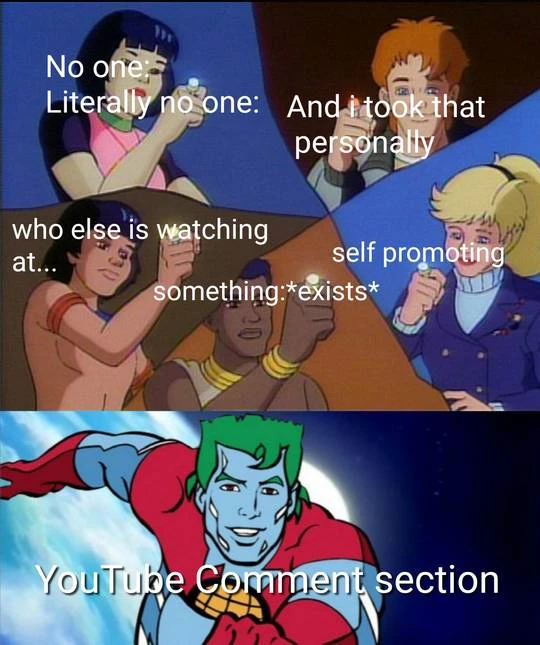 No one:
Literally no one:
And i took that
personally
who else is watching
at...
self promoting
something:*exists*
YouTube Comment section